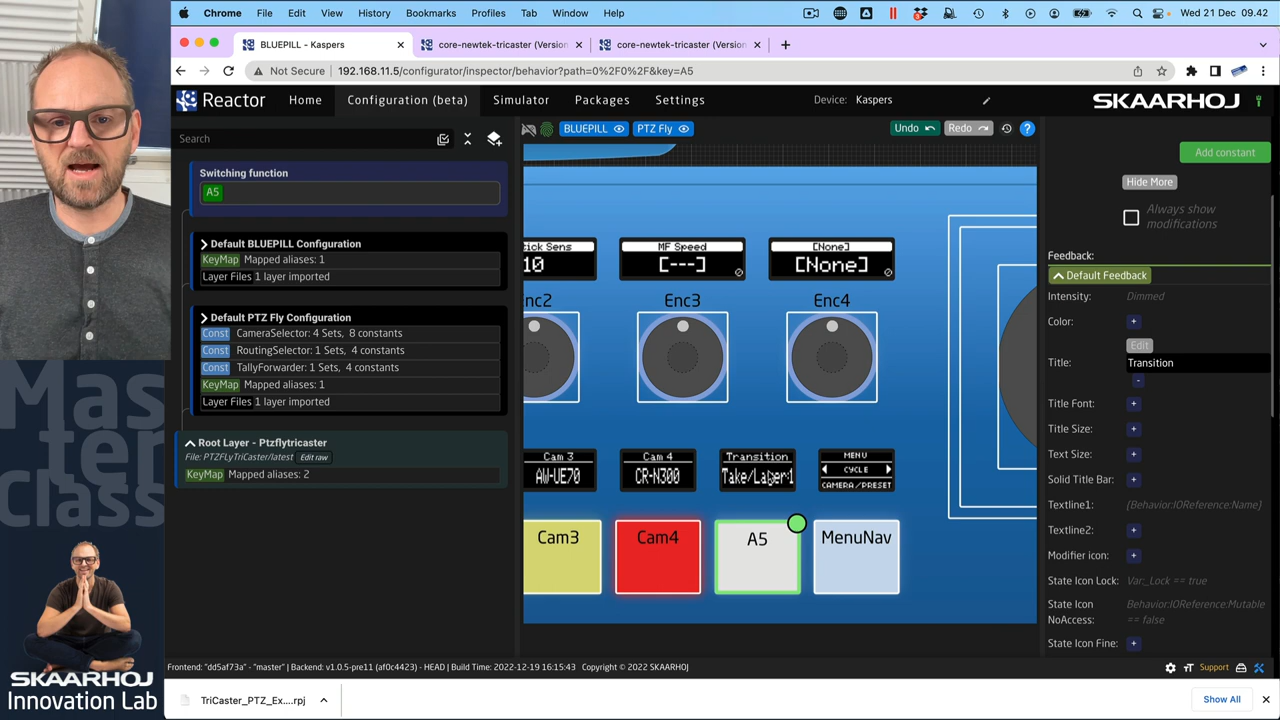 Chrome File Edit View History Bookmarks Profiles Tab Window Help Wed 21 Dec 09.42
BLUEPILL - Kaspers core-newtek-tricaster (Version core-newtek-tricaster (Version
Not Secure 192.168.11.5/configurator/inspector/behavior?path=0%2F0%2F&key=A5
Reactor Home Configuration (beta) Simulator Packages Settings Device: Kaspers SKAARHOJ
Search
BLUEPILL PTZ Fly Undo Redo ?
Add constant
Hide More
Always show
modifications
Switching function
A5
Default BLUEPILL Configuration
KeyMap Mapped aliases: 1
Layer Files 1 layer imported
Default PTZ Fly Configuration
Const CameraSelector: 4 Sets, 8 constants
Const RoutingSelector: 1 Sets, 4 constants
Const TallyForwarder: 1 Sets, 4 constants
KeyMap Mapped aliases: 1
Layer Files 1 layer imported
Root Layer - Ptzflytricaster
File: PTZFLyTriCaster/latest Edit raw
KeyMap Mapped aliases: 2
tick Sens MF Speed [None]
10 [---] [None]
Enc2 Enc3 Enc4
Cam 3 Cam 4 Transition MENU
AW-UE70 CR-N300 Take/Layer1 CYCLE
CAMERA/PRESET
Cam3 Cam4 A5 MenuNav
Feedback:
Default Feedback
Intensity: Dimmed
Color: +
Edit
Title: Transition
-
Title Font: +
Title Size: +
Text Size: +
Solid Title Bar: +
Textline1: {Behavior:IOReference:Name}
Textline2: +
Modifier icon: +
State Icon Lock: Var:_Lock == true
State Icon Behavior:IOReference:Mutable
NoAccess: == false
State Icon Fine: +
Frontend: "dd5af73a" - "master" | Backend: v1.0.5-pre11 (af0c4423) - HEAD | Build Time: 2022-12-19 16:15:43 Copyright © 2022 SKAARHOJ
Support
TriCaster_PTZ_Ex....rpj Show All
Mas
ter
Class
SKAARHOJ
Innovation Lab